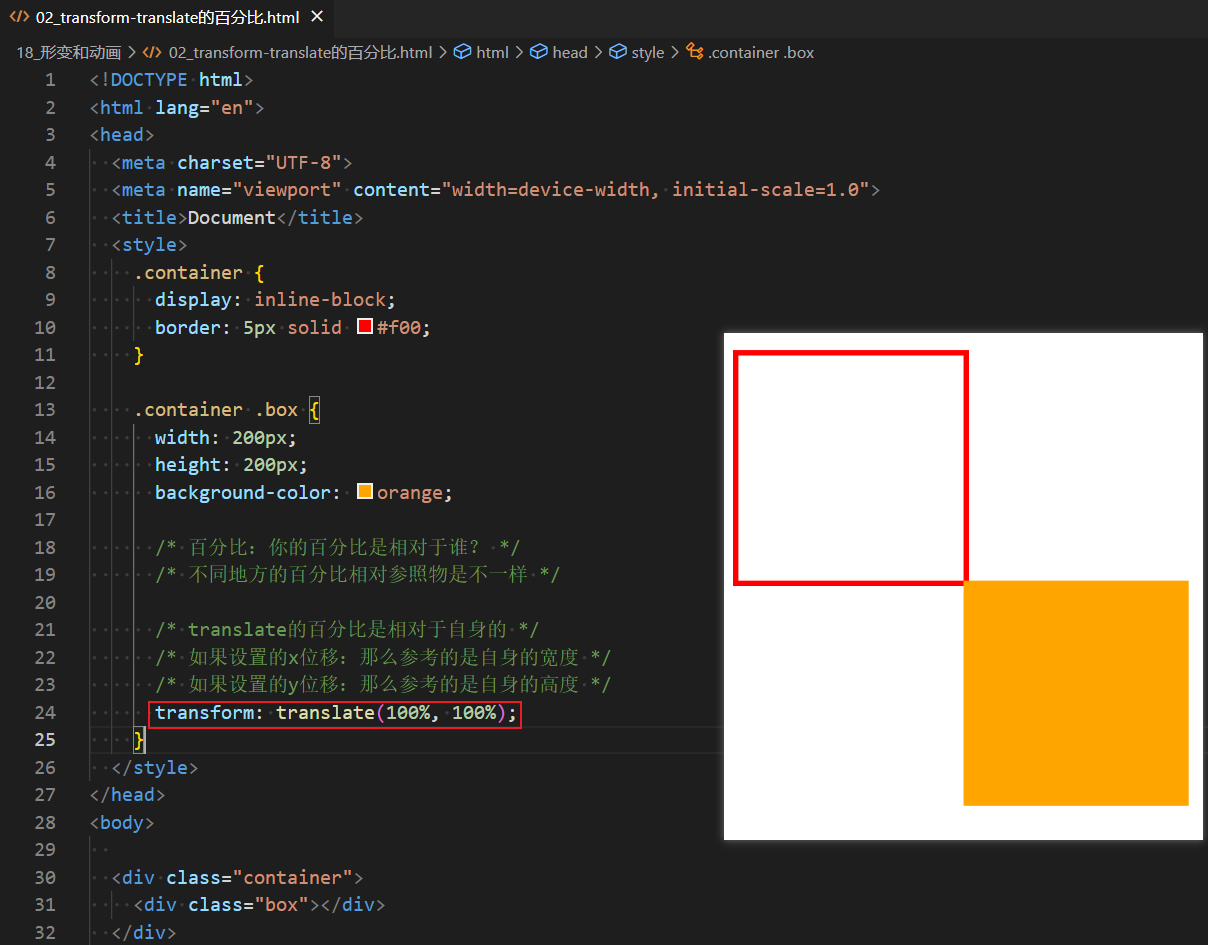 02_transform-translate的百分比.html
18_形变和动画 > 02_transform-translate的百分比.html > html > head > style > .container .box
1 <!DOCTYPE html>
2 <html lang="en">
3 <head>
4 <meta charset="UTF-8">
5 <meta name="viewport" content="width=device-width, initial-scale=1.0">
6 <title>Document</title>
7 <style>
8 .container {
9 display: inline-block;
10 border: 5px solid #f00;
11 }
12
13 .container .box {
14 width: 200px;
15 height: 200px;
16 background-color: orange;
17
18 /* 百分比: 你的百分比是相对于谁? */
19 /* 不同地方的百分比相对参照物是不一样 */
20
21 /* translate的百分比是相对于自身的 */
22 /* 如果设置的x位移: 那么参考的是自身的宽度 */
23 /* 如果设置的y位移: 那么参考的是自身的高度 */
24 transform: translate(100%, 100%);
25 }
26 </style>
27 </head>
28 <body>
29
30 <div class="container">
31 <div class="box"></div>
32 </div>